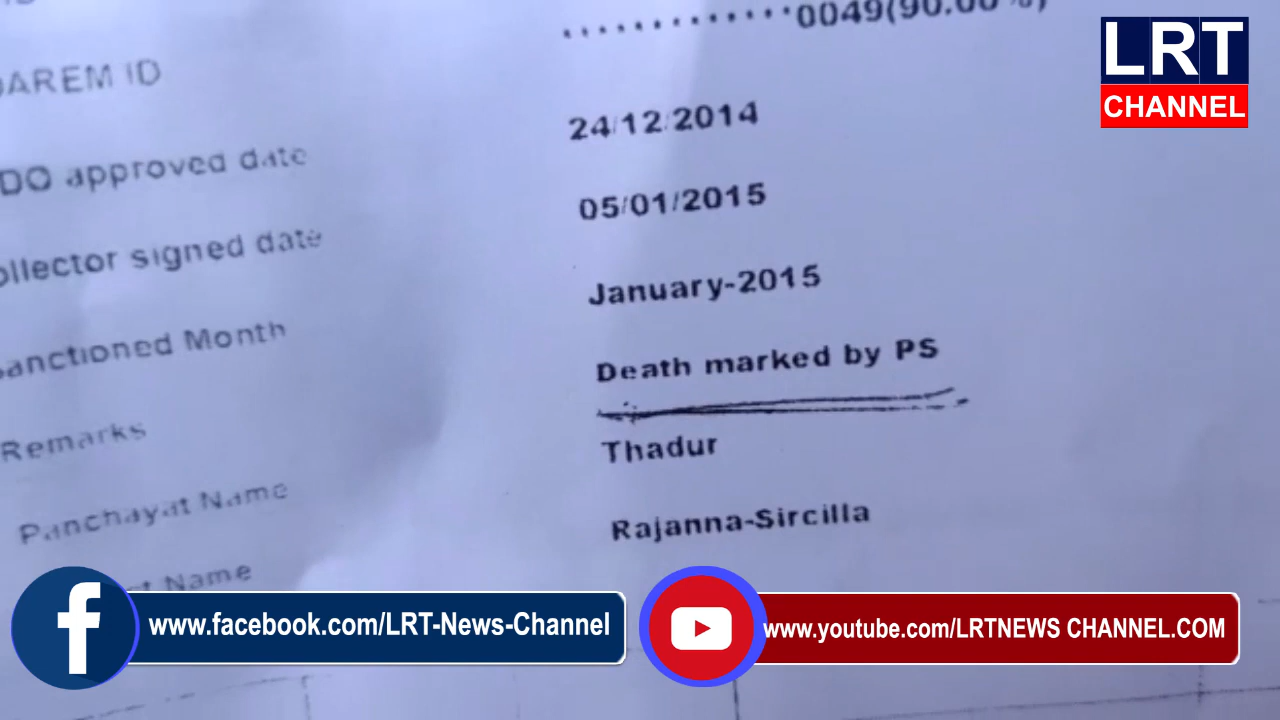 0049(90.00%)
LRT
CHANNEL
DAREM ID
DO approved date 24/12/2014
ollector signed date 05/01/2015
anctioned Month January-2015
Remarks Death marked by PS
Panchayat Name Thadur
t Name Rajanna-Sircilla
www.facebook.com/LRT-News-Channel
www.youtube.com/LRTNEWS CHANNEL.COM